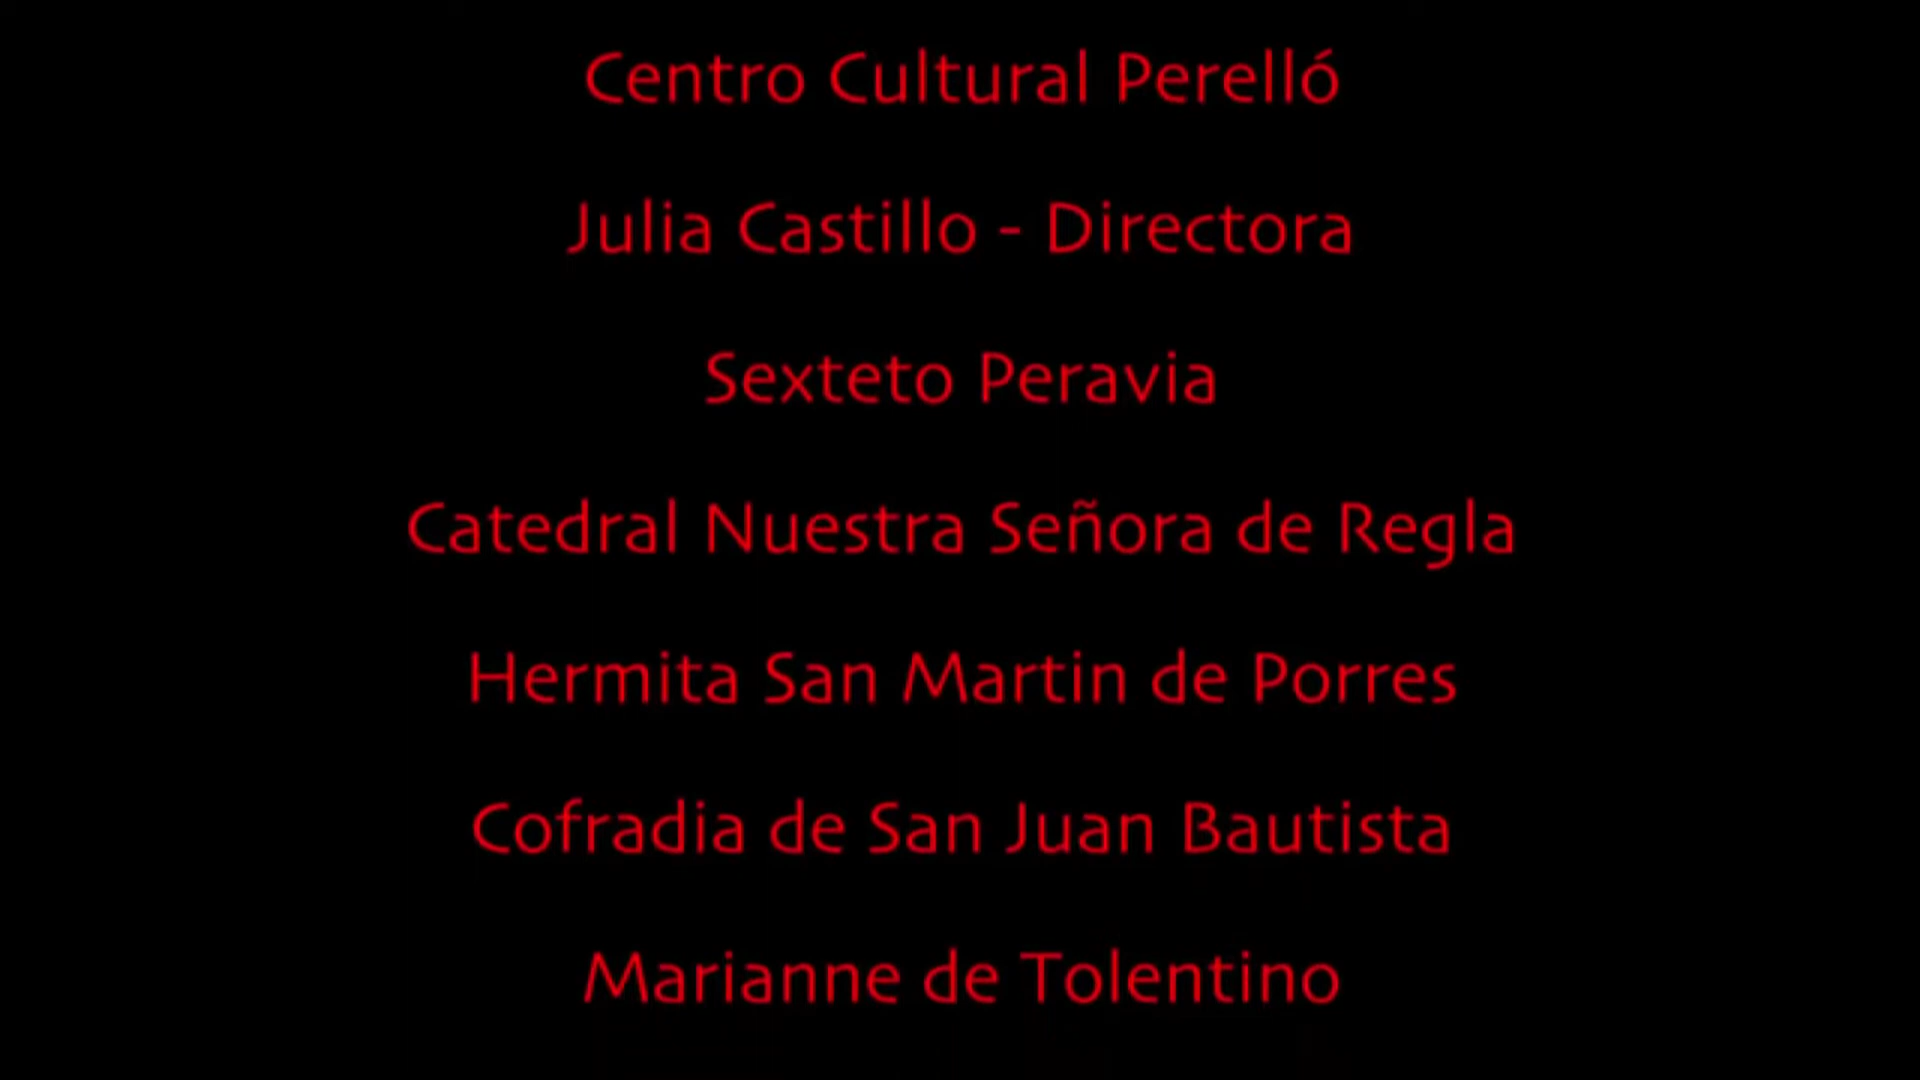 Centro Cultural Perelló
Julia Castillo - Directora
Sexteto Peravia
Catedral Nuestra Señora de Regla
Hermita San Martin de Porres
Cofradia de San Juan Bautista
Marianne de Tolentino